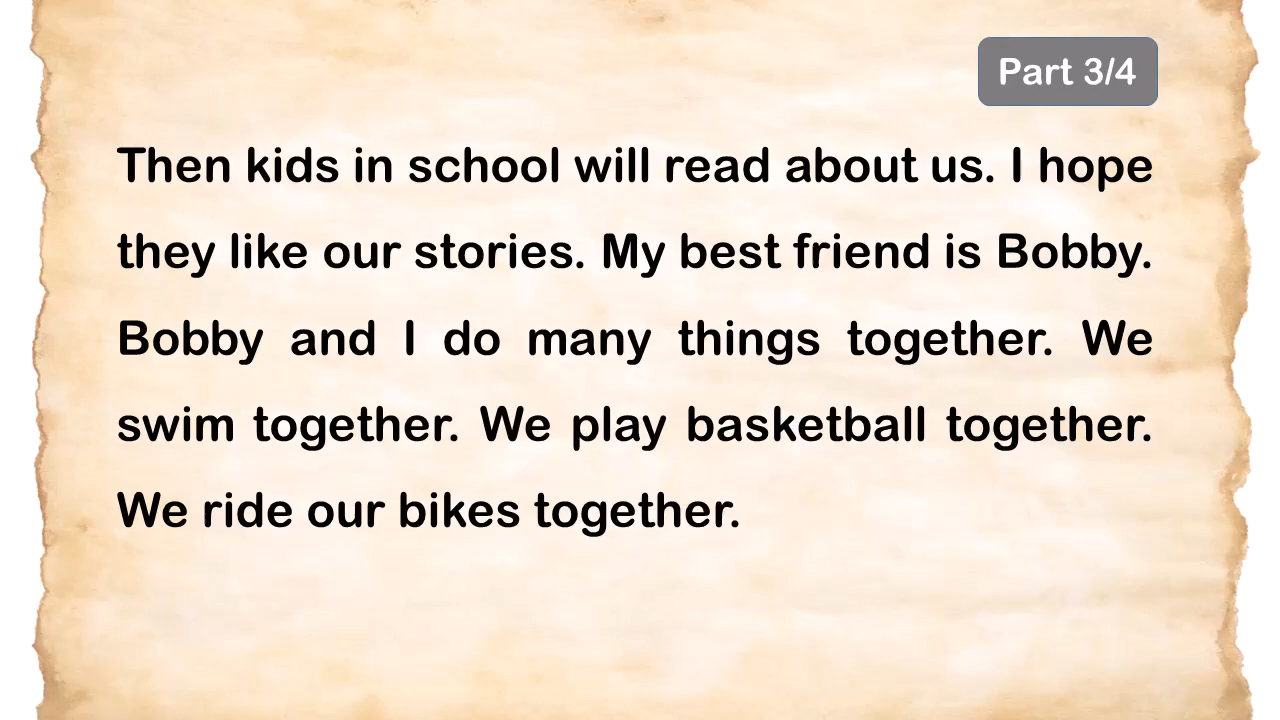 Part 3/4
Then kids in school will read about us. I hope
they like our stories. My best friend is Bobby.
Bobby and I do many things together. We
swim together. We play basketball together.
We ride our bikes together.